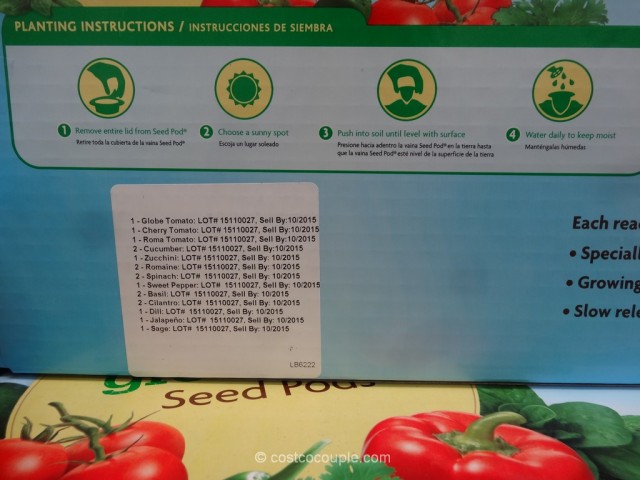 PLANTING INSTRUCTIONS / INSTRUCCIONES DE SIEMBRA
1 Remove entire lid from Seed Pod®
Retire toda la cubierta de la vaina Seed Pod®
2 Choose a sunny spot
Escoja un lugar soleado
3 Push into soil until level with surface
Presione hacia adentro la vaina Seed Pod® en la tierra hasta
que la vaina Seed Pod® esté nivel de la superficie de la tierra
4 Water daily to keep moist
Manténgalas húmedas
1 - Globe Tomato: LOT# 15110027, Sell By:10/2015
1 - Cherry Tomato: LOT# 15110027, Sell By:10/2015
1 - Roma Tomato: LOT# 15110027, Sell By:10/2015
2 - Cucumber: LOT# 15110027, Sell By:10/2015
1 - Zucchini: LOT# 15110027, Sell By:10/2015
2 - Romaine: LOT# 15110027, Sell By:10/2015
2 - Spinach: LOT# 15110027, Sell By:10/2015
1 - Sweet Pepper: LOT# 15110027, Sell By:10/2015
2 - Basil: LOT# 15110027, Sell By:10/2015
2 - Cilantro: LOT# 15110027, Sell By:10/2015
1 - Dill: LOT# 15110027, Sell By:10/2015
1 - Jalapeño: LOT# 15110027, Sell By:10/2015
1 - Sage: LOT# 15110027, Sell By:10/2015
LB6222
Each rea
• Speciall
• Growing
• Slow rele
Seed Pods
costcocouple.com